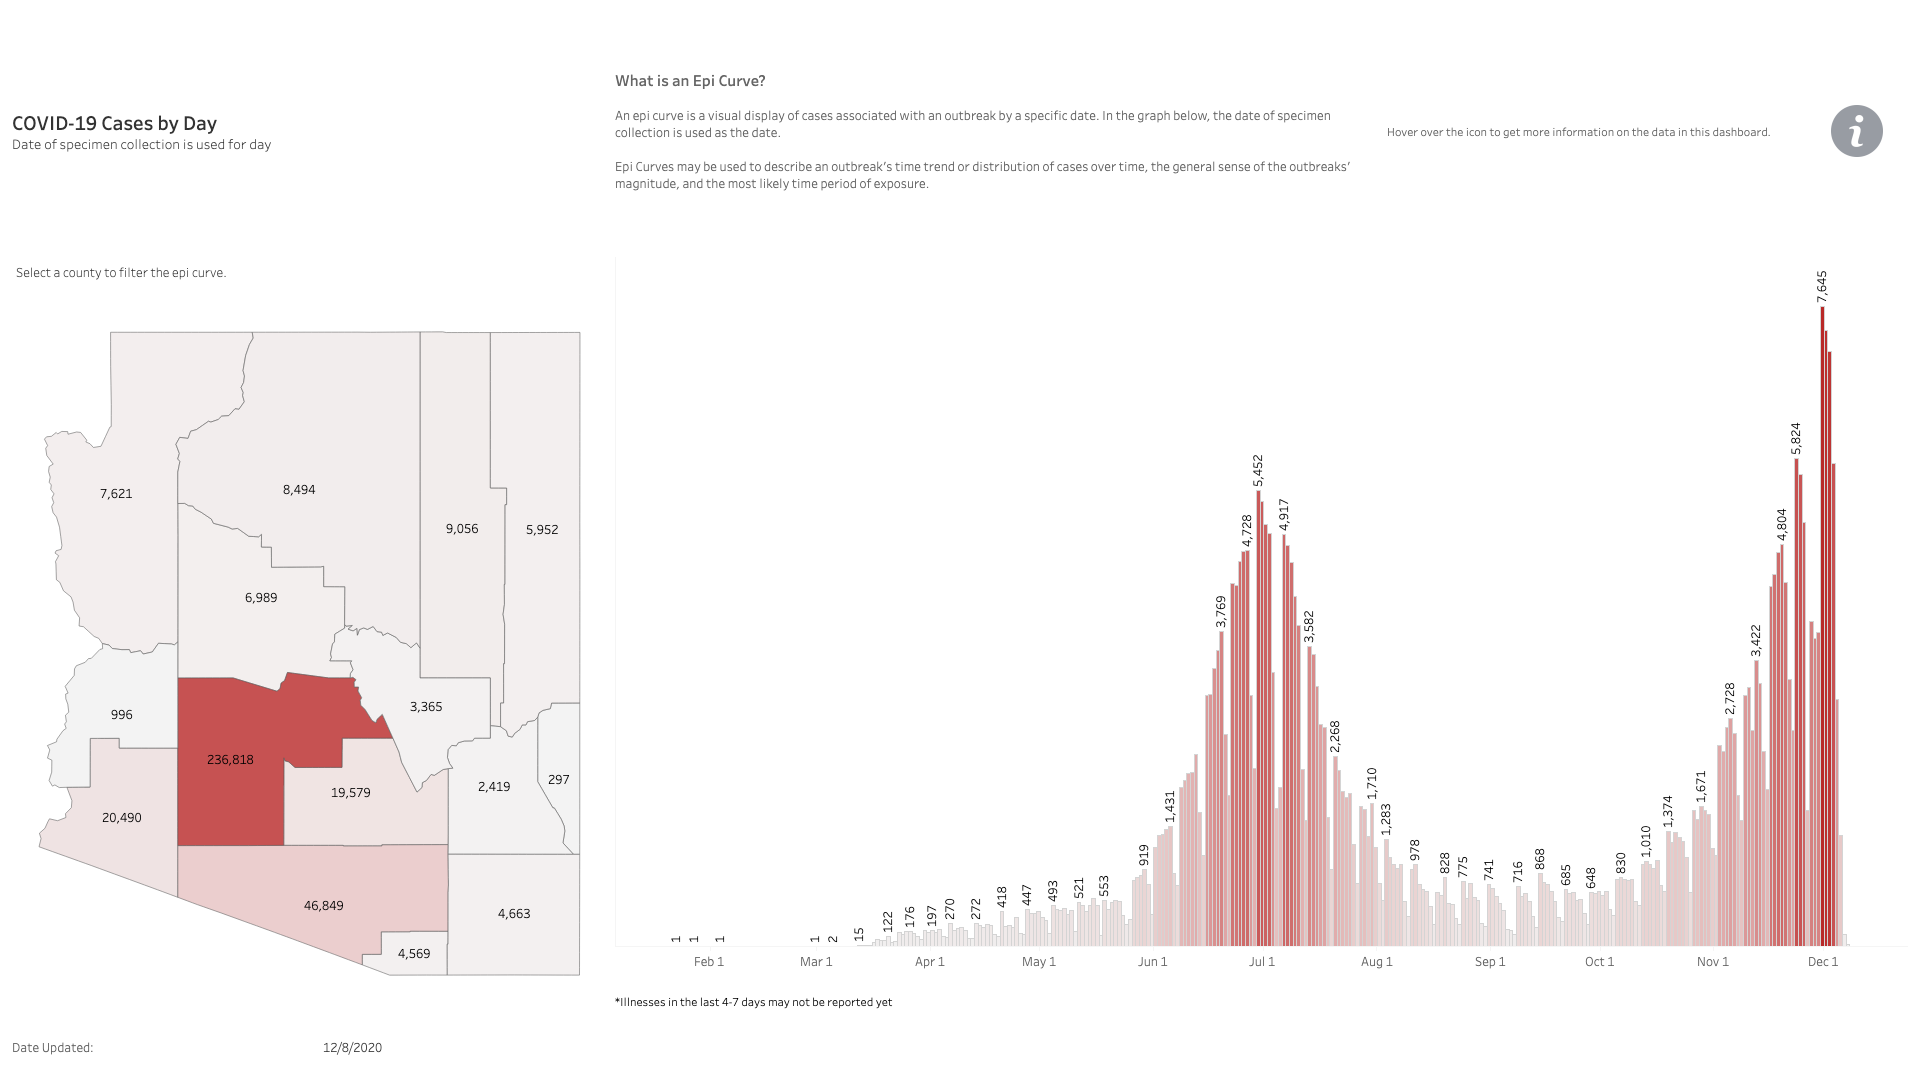 What is an Epi Curve?
COVID-19 Cases by Day
Date of specimen collection is used for day
An epi curve is a visual display of cases associated with an outbreak by a specific date. In the graph below, the date of specimen
collection is used as the date.
Epi Curves may be used to describe an outbreak's time trend or distribution of cases over time, the general sense of the outbreaks'
magnitude, and the most likely time period of exposure.
Hover over the icon to get more information on the data in this dashboard.
i
Select a county to filter the epi curve.
7,621
8,494
9,056
5,952
6,989
996
3,365
236,818
2,419
297
19,579
20,490
46,849
4,663
4,569
1
1
1
1
2
15
122
176
197
270
272
418
447
493
521
553
919
1,431
3,769
4,728
5,452
4,917
3,582
2,268
1,710
1,283
978
828
775
741
716
868
685
648
830
1,010
1,374
1,671
2,728
3,422
4,804
5,824
7,645
Feb 1
Mar 1
Apr 1
May 1
Jun 1
Jul 1
Aug 1
Sep 1
Oct 1
Nov 1
Dec 1
*Illnesses in the last 4-7 days may not be reported yet
Date Updated:
12/8/2020